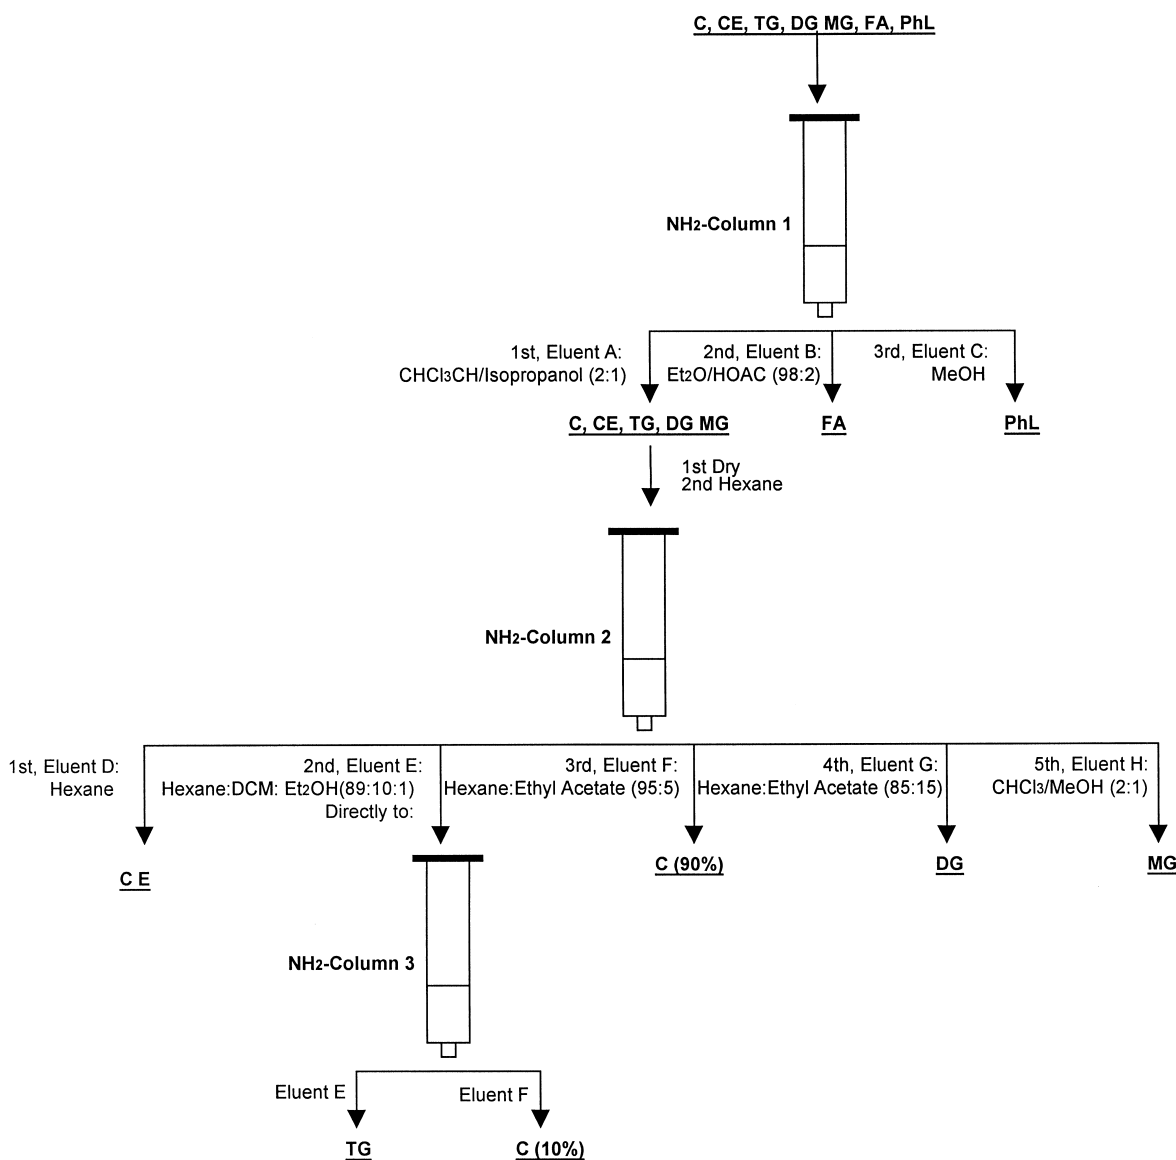 C, CE, TG, DG MG, FA, PhL
NH2-Column 1
1st, Eluent A:
CHCl3CH/Isopropanol (2:1)
2nd, Eluent B:
Et2O/HOAC (98:2)
3rd, Eluent C:
MeOH
C, CE, TG, DG MG
FA
PhL
1st Dry
2nd Hexane
NH2-Column 2
1st, Eluent D:
Hexane
2nd, Eluent E:
Hexane:DCM: Et2OH(89:10:1)
Directly to:
3rd, Eluent F:
Hexane:Ethyl Acetate (95:5)
4th, Eluent G:
Hexane:Ethyl Acetate (85:15)
5th, Eluent H:
CHCl3/MeOH (2:1)
C E
C (90%)
DG
MG
NH2-Column 3
Eluent E
Eluent F
TG
C (10%)